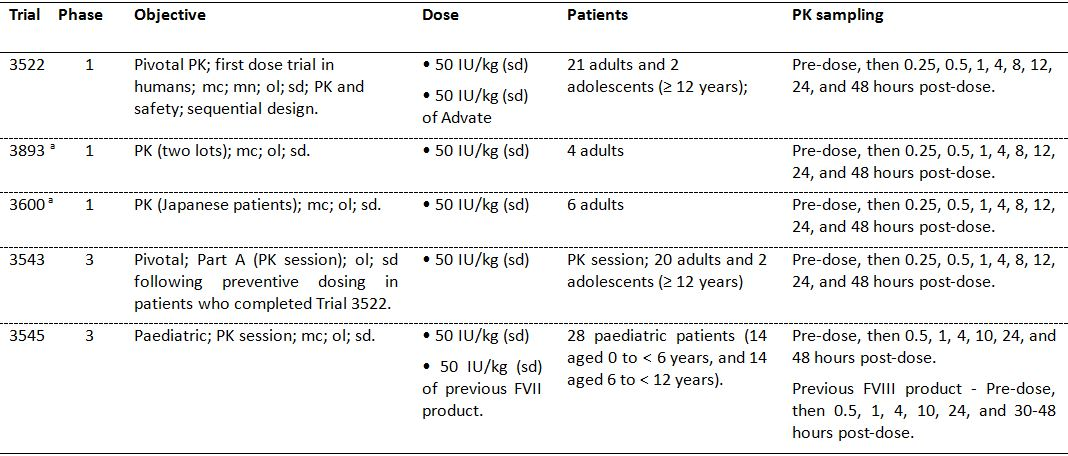 Trial Phase Objective Dose Patients PK sampling
3522 1 Pivotal PK; first dose trial in humans; mc; mn; ol; sd; PK and safety; sequential design. • 50 IU/kg (sd) • 50 IU/kg (sd) of Advate 21 adults and 2 adolescents (≥ 12 years); Pre-dose, then 0.25, 0.5, 1, 4, 8, 12, 24, and 48 hours post-dose.
3893 ᵃ 1 PK (two lots); mc; ol; sd. • 50 IU/kg (sd) 4 adults Pre-dose, then 0.25, 0.5, 1, 4, 8, 12, 24, and 48 hours post-dose.
3600 ᵃ 1 PK (Japanese patients); mc; ol; sd. • 50 IU/kg (sd) 6 adults Pre-dose, then 0.25, 0.5, 1, 4, 8, 12, 24, and 48 hours post-dose.
3543 3 Pivotal; Part A (PK session); ol; sd following preventive dosing in patients who completed Trial 3522. • 50 IU/kg (sd) PK session; 20 adults and 2 adolescents (≥ 12 years) Pre-dose, then 0.25, 0.5, 1, 4, 8, 12, 24, and 48 hours post-dose.
3545 3 Paediatric; PK session; mc; ol; sd. • 50 IU/kg (sd) • 50 IU/kg (sd) of previous FVII product. 28 paediatric patients (14 aged 0 to < 6 years, and 14 aged 6 to < 12 years). Pre-dose, then 0.5, 1, 4, 10, 24, and 48 hours post-dose. Previous FVIII product - Pre-dose, then 0.5, 1, 4, 10, 24, and 30-48 hours post-dose.